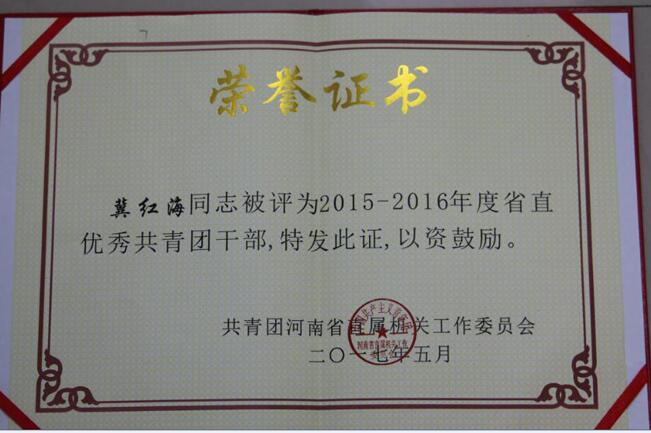 荣誉证书
冀红海同志被评为2015-2016年度省直
优秀共青团干部,特发此证,以资鼓励。
共青团河南省直属机关工作委员会
二〇一七年五月